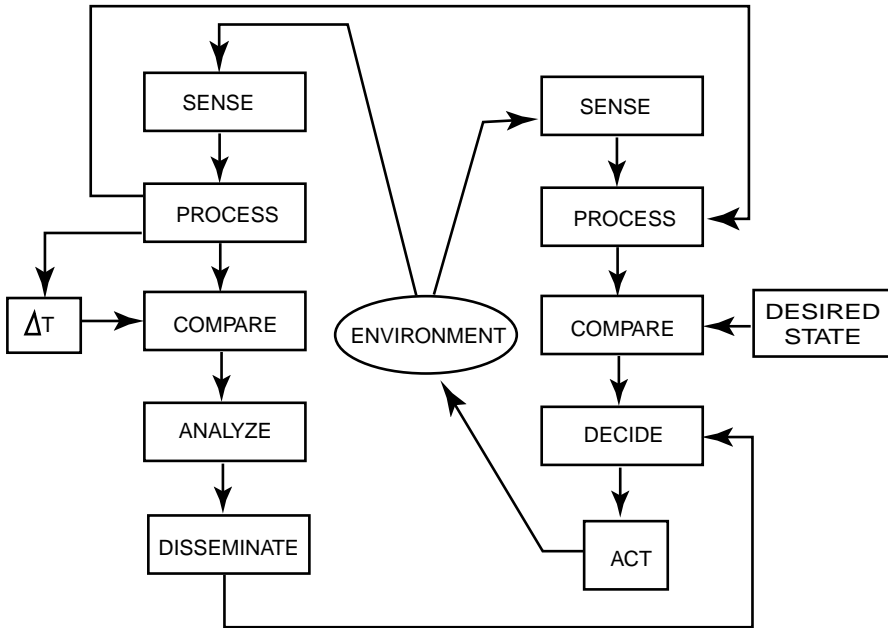 SENSE
PROCESS
ΔT
COMPARE
ANALYZE
DISSEMINATE
ENVIRONMENT
SENSE
PROCESS
COMPARE
DESIRED
STATE
DECIDE
ACT